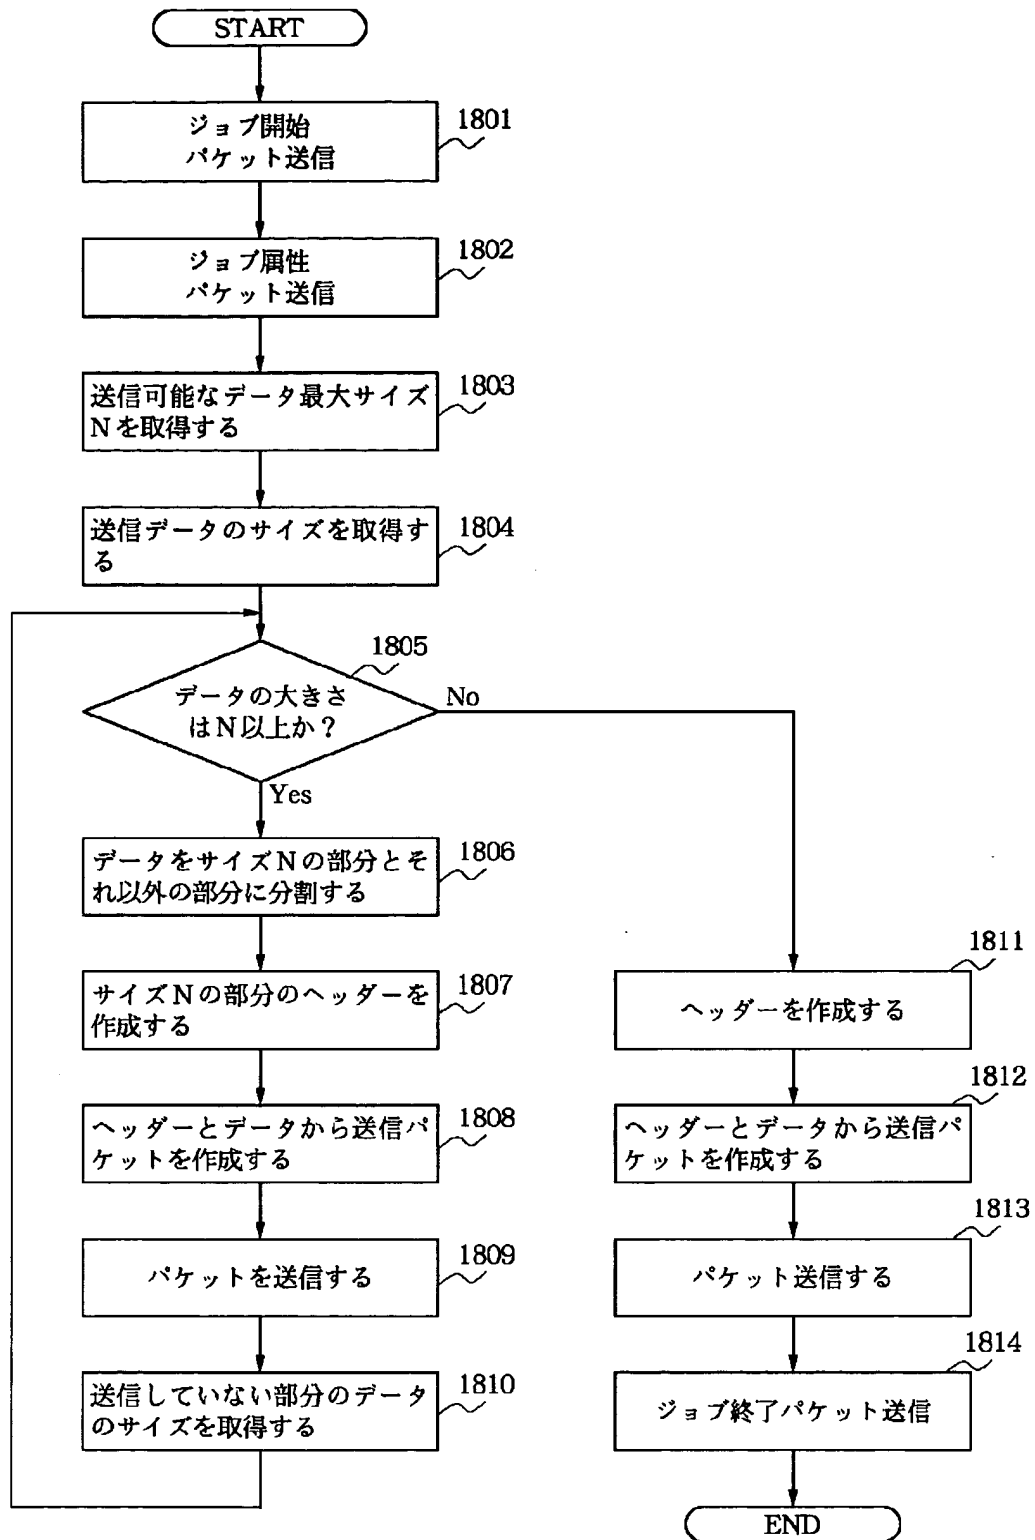 START
ジョブ開始
パケット送信
1801
ジョブ属性
パケット送信
1802
送信可能なデータ最大サイズ
Nを取得する
1803
送信データのサイズを取得す
る
1804
1805
データの大きさ
はN以上か？
No
Yes
データをサイズNの部分とそ
れ以外の部分に分割する
1806
サイズNの部分のヘッダーを
作成する
1807
ヘッダーとデータから送信パ
ケットを作成する
1808
パケットを送信する
1809
送信していない部分のデータ
のサイズを取得する
1810
1811
ヘッダーを作成する
1812
ヘッダーとデータから送信パ
ケットを作成する
1813
パケット送信する
1814
ジョブ終了パケット送信
END